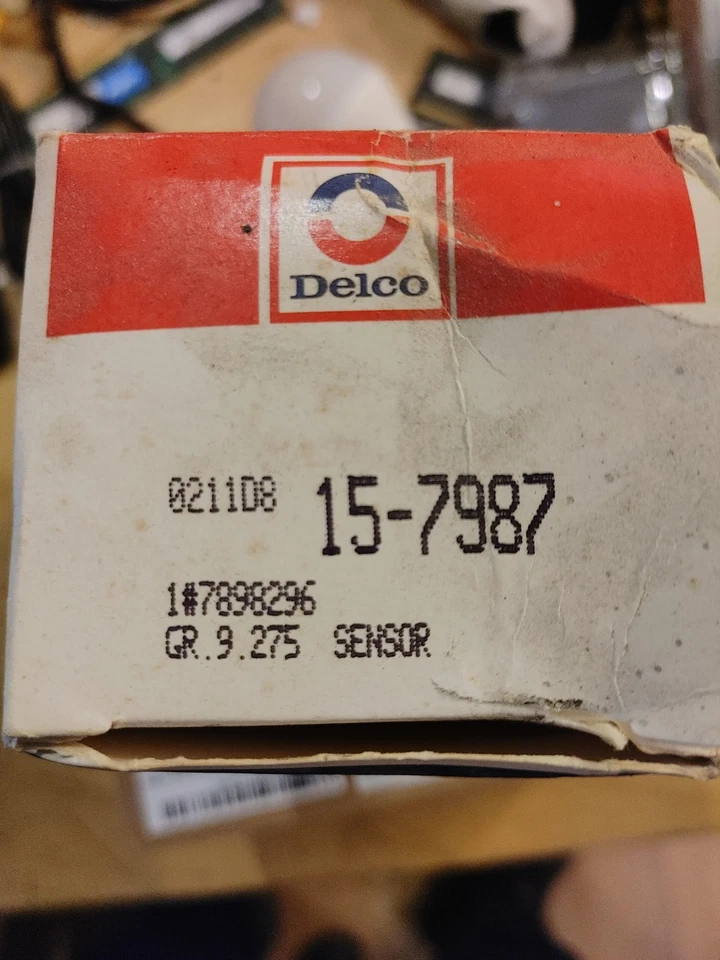 Delco
0211D8 15-7987
1#7898296
GR.9.275 SENSOR